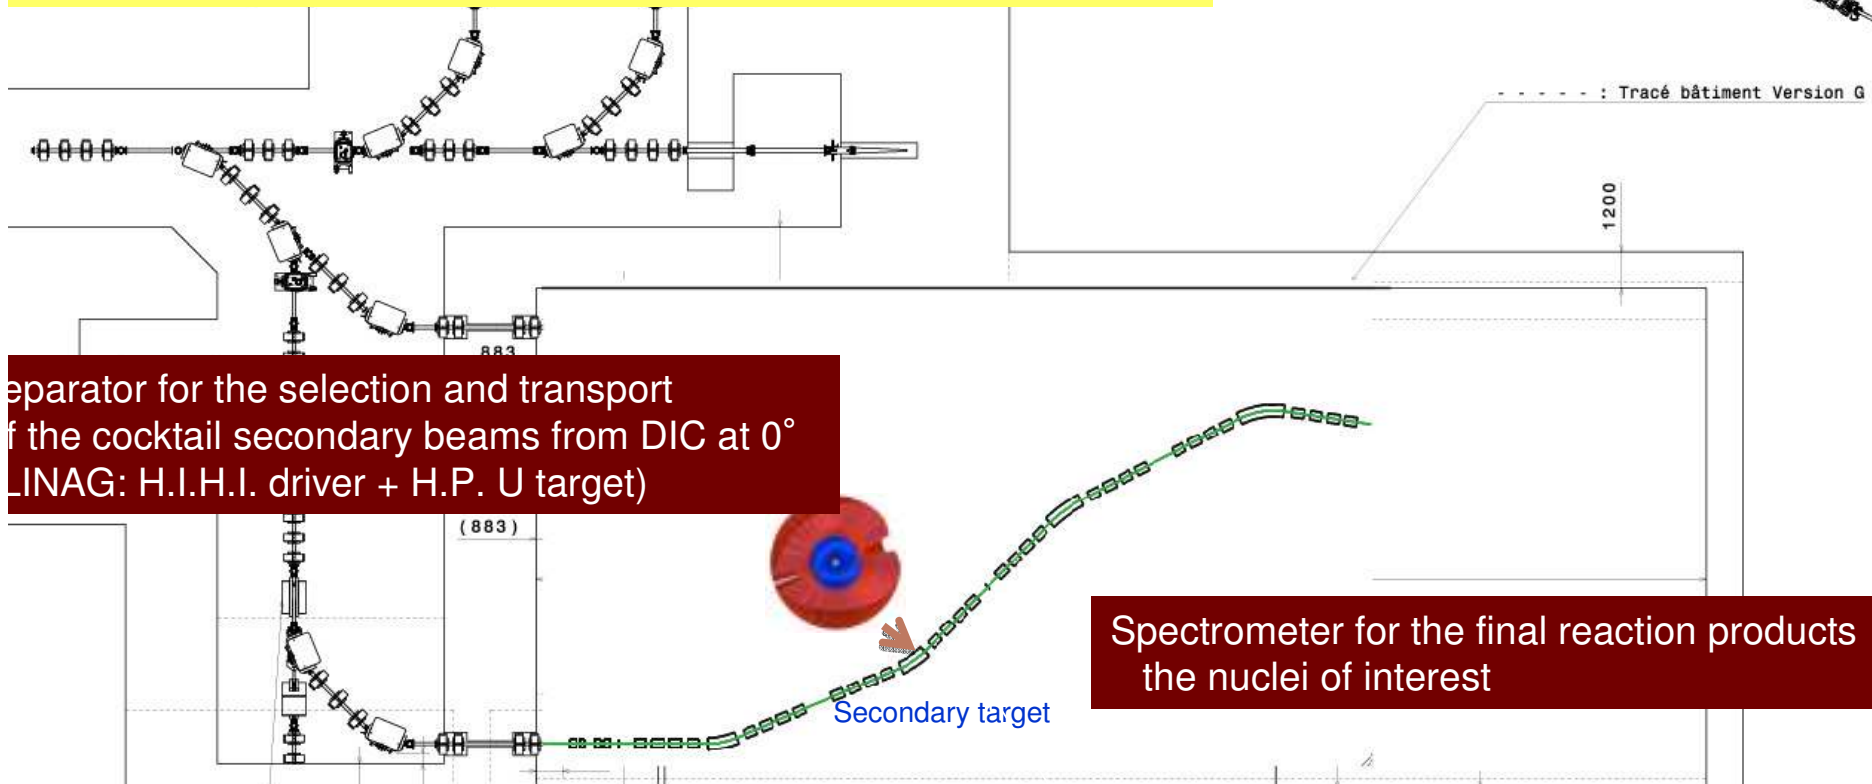 - - - - - : Tracé bâtiment Version G
1200
883
eparator for the selection and transport
f the cocktail secondary beams from DIC at 0°
LINAG: H.I.H.I. driver + H.P. U target)
(883)
Spectrometer for the final reaction products
the nuclei of interest
Secondary target